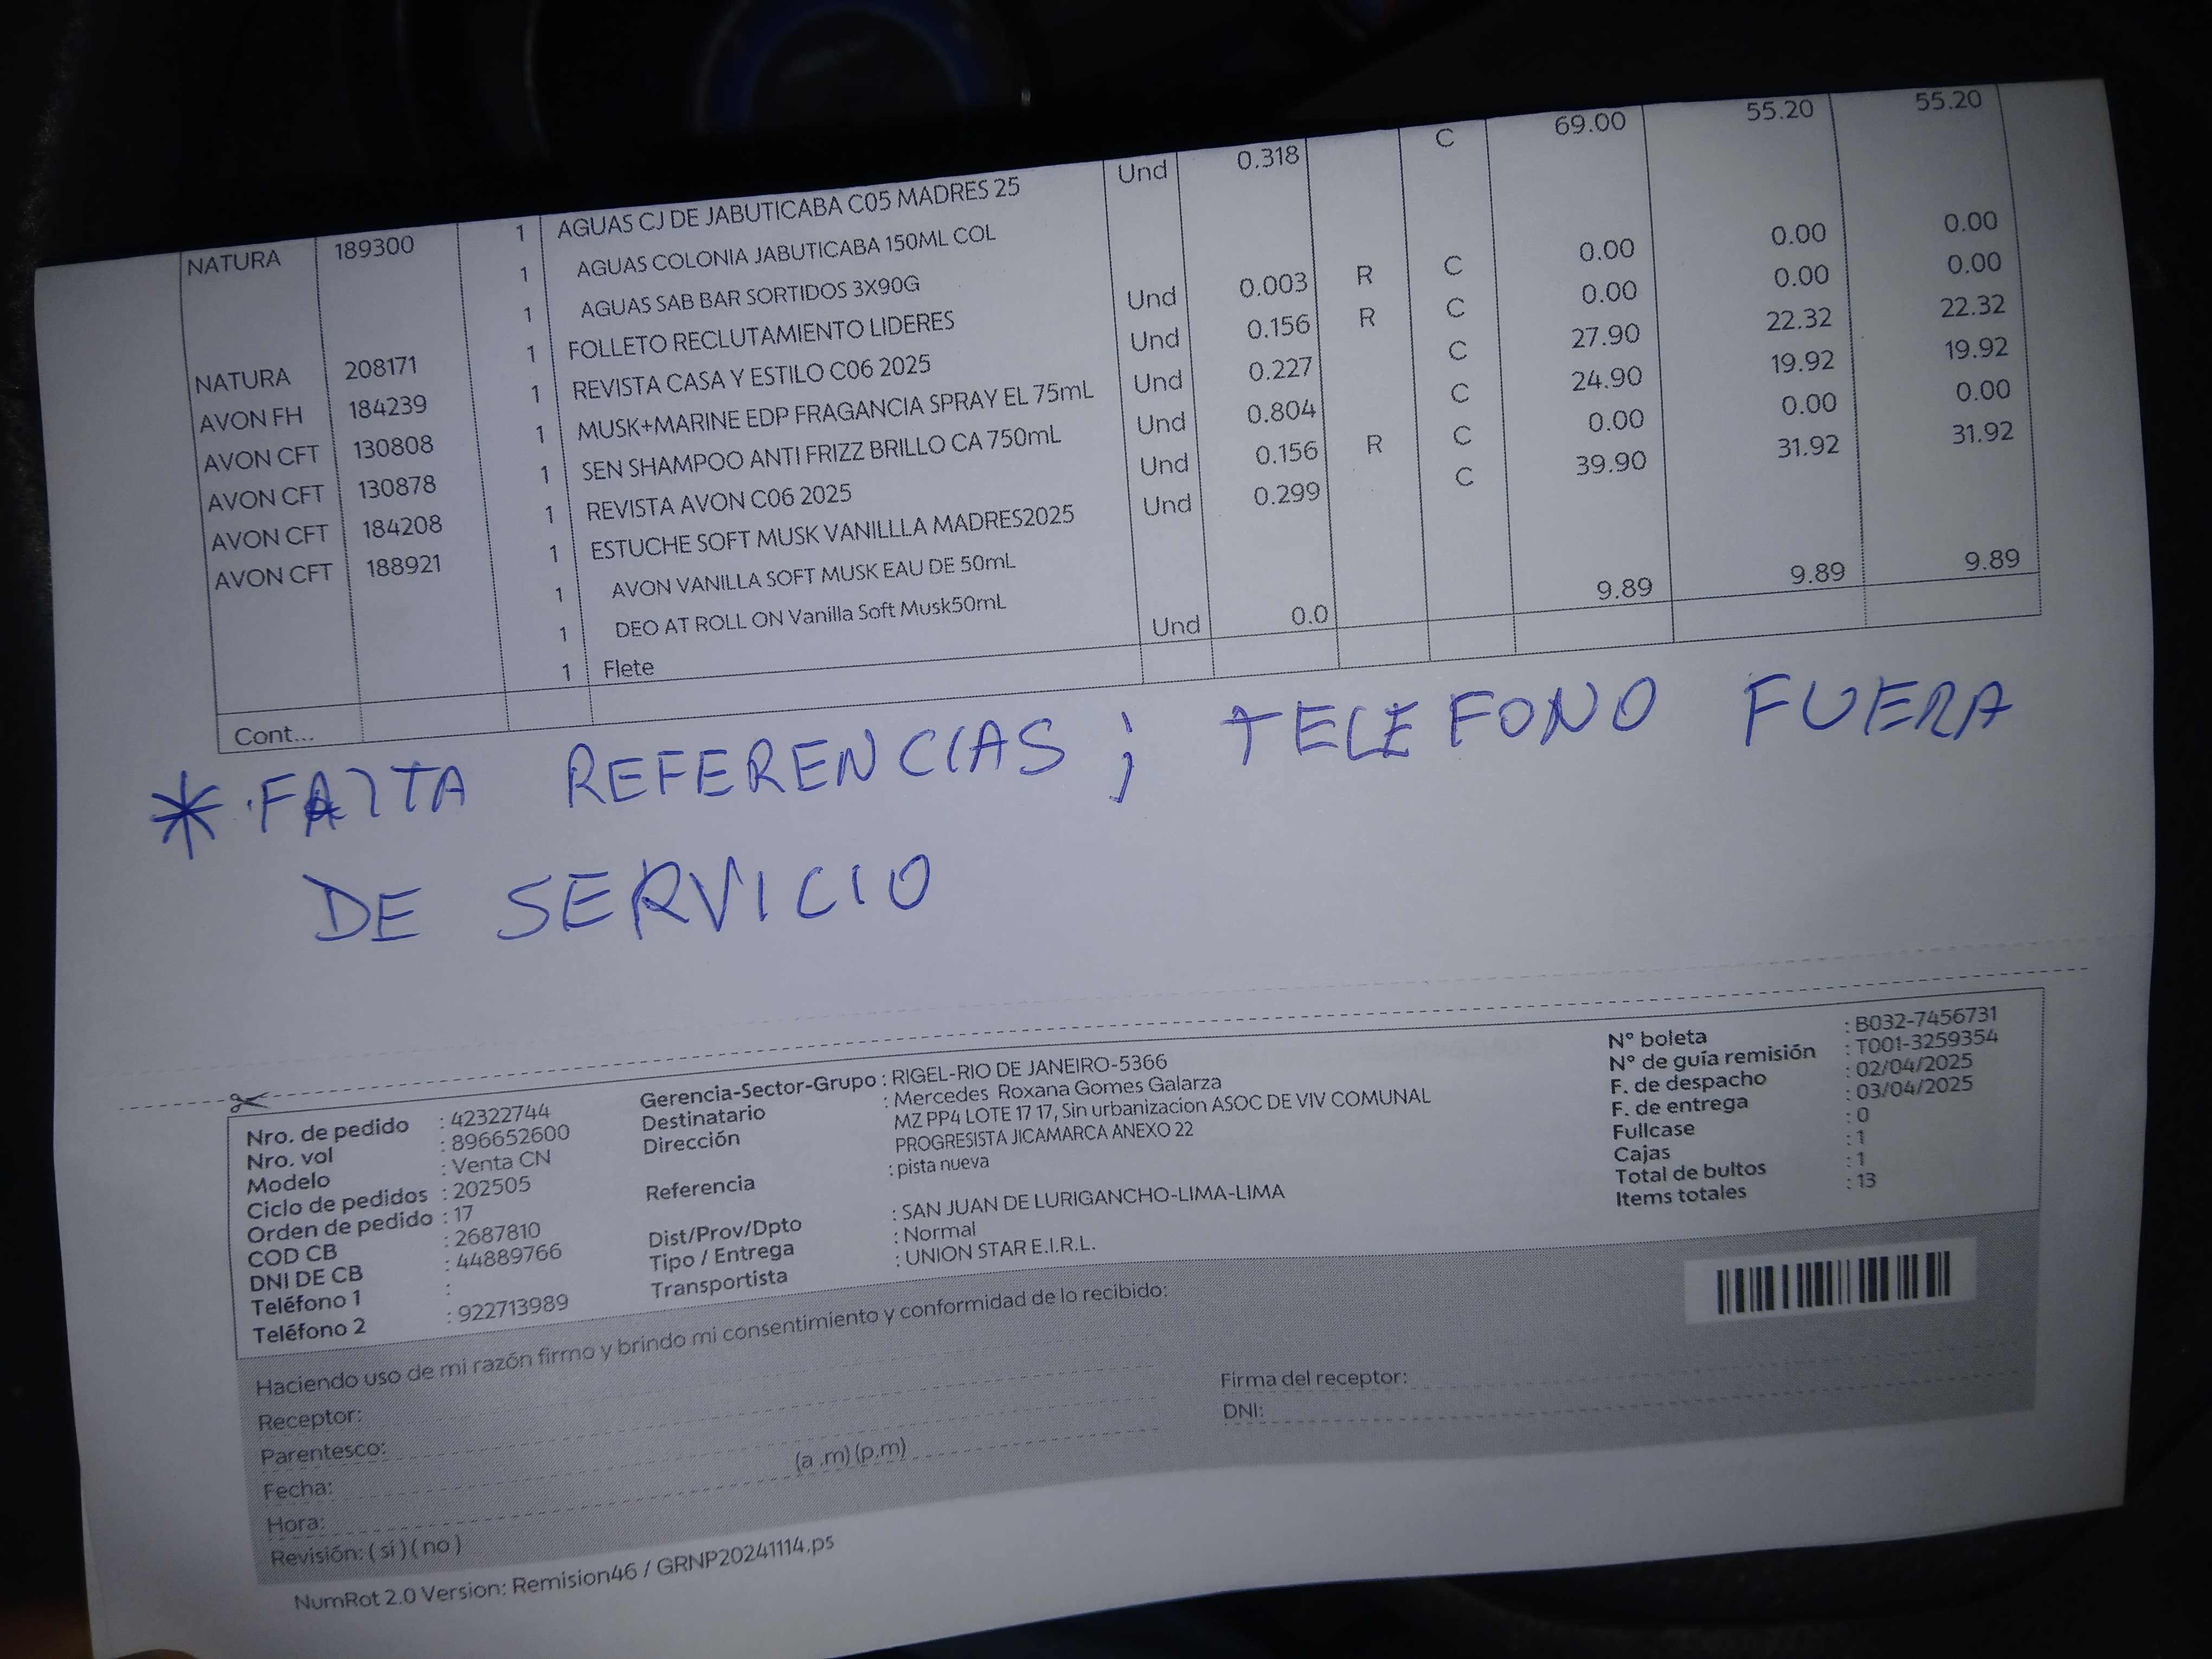 NATURA 189300 1 AGUAS CJ DE JABUTICABA C05 MADRES 25 Und 0.318 C 69.00 55.20 55.20
1 AGUAS COLONIA JABUTICABA 150ML COL
1 AGUAS SAB BAR SORTIDOS 3X90G
NATURA 208171 1 FOLLETO RECLUTAMIENTO LIDERES Und 0.003 R C 0.00 0.00 0.00
AVON FH 184239 1 REVISTA CASA Y ESTILO C06 2025 Und 0.156 R C 0.00 0.00 0.00
AVON CFT 130808 1 MUSK+MARINE EDP FRAGANCIA SPRAY EL 75mL Und 0.227 C 27.90 22.32 22.32
AVON CFT 130878 1 SEN SHAMPOO ANTI FRIZZ BRILLO CA 750mL Und 0.804 C 24.90 19.92 19.92
AVON CFT 184208 1 REVISTA AVON C06 2025 Und 0.156 R C 0.00 0.00 0.00
AVON CFT 188921 1 ESTUCHE SOFT MUSK VANILLLA MADRES2025 Und 0.299 C 39.90 31.92 31.92
1 AVON VANILLA SOFT MUSK EAU DE 50mL
1 DEO AT ROLL ON Vanilla Soft Musk50mL
1 Flete Und 0.0 9.89 9.89 9.89
Cont...
* FALTA REFERENCIAS ; TELEFONO FUERA
DE SERVICIO
Nro. de pedido : 42322744
Nro. vol : 896652600
Modelo : Venta CN
Ciclo de pedidos : 202505
Orden de pedido : 17
COD CB : 2687810
DNI DE CB : 44889766
Teléfono 1 :
Teléfono 2 : 922713989
Gerencia-Sector-Grupo : RIGEL-RIO DE JANEIRO-5366
Destinatario : Mercedes Roxana Gomes Galarza
Dirección MZ PP4 LOTE 17 17, Sin urbanizacion ASOC DE VIV COMUNAL
PROGRESISTA JICAMARCA ANEXO 22
Referencia : pista nueva
Dist/Prov/Dpto : SAN JUAN DE LURIGANCHO-LIMA-LIMA
Tipo / Entrega : Normal
Transportista : UNION STAR E.I.R.L.
N° boleta : B032-7456731
N° de guía remisión : T001-3259354
F. de despacho : 02/04/2025
F. de entrega : 03/04/2025
Fullcase : 0
Cajas : 1
Total de bultos : 1
Items totales : 13
Haciendo uso de mi razón firmo y brindo mi consentimiento y conformidad de lo recibido:
Receptor:
Parentesco:
Fecha:
Hora: (a .m) (p.m)
Revisión: ( si ) ( no )
Firma del receptor:
DNI:
NumRot 2.0 Version: Remision46 / GRNP20241114.ps